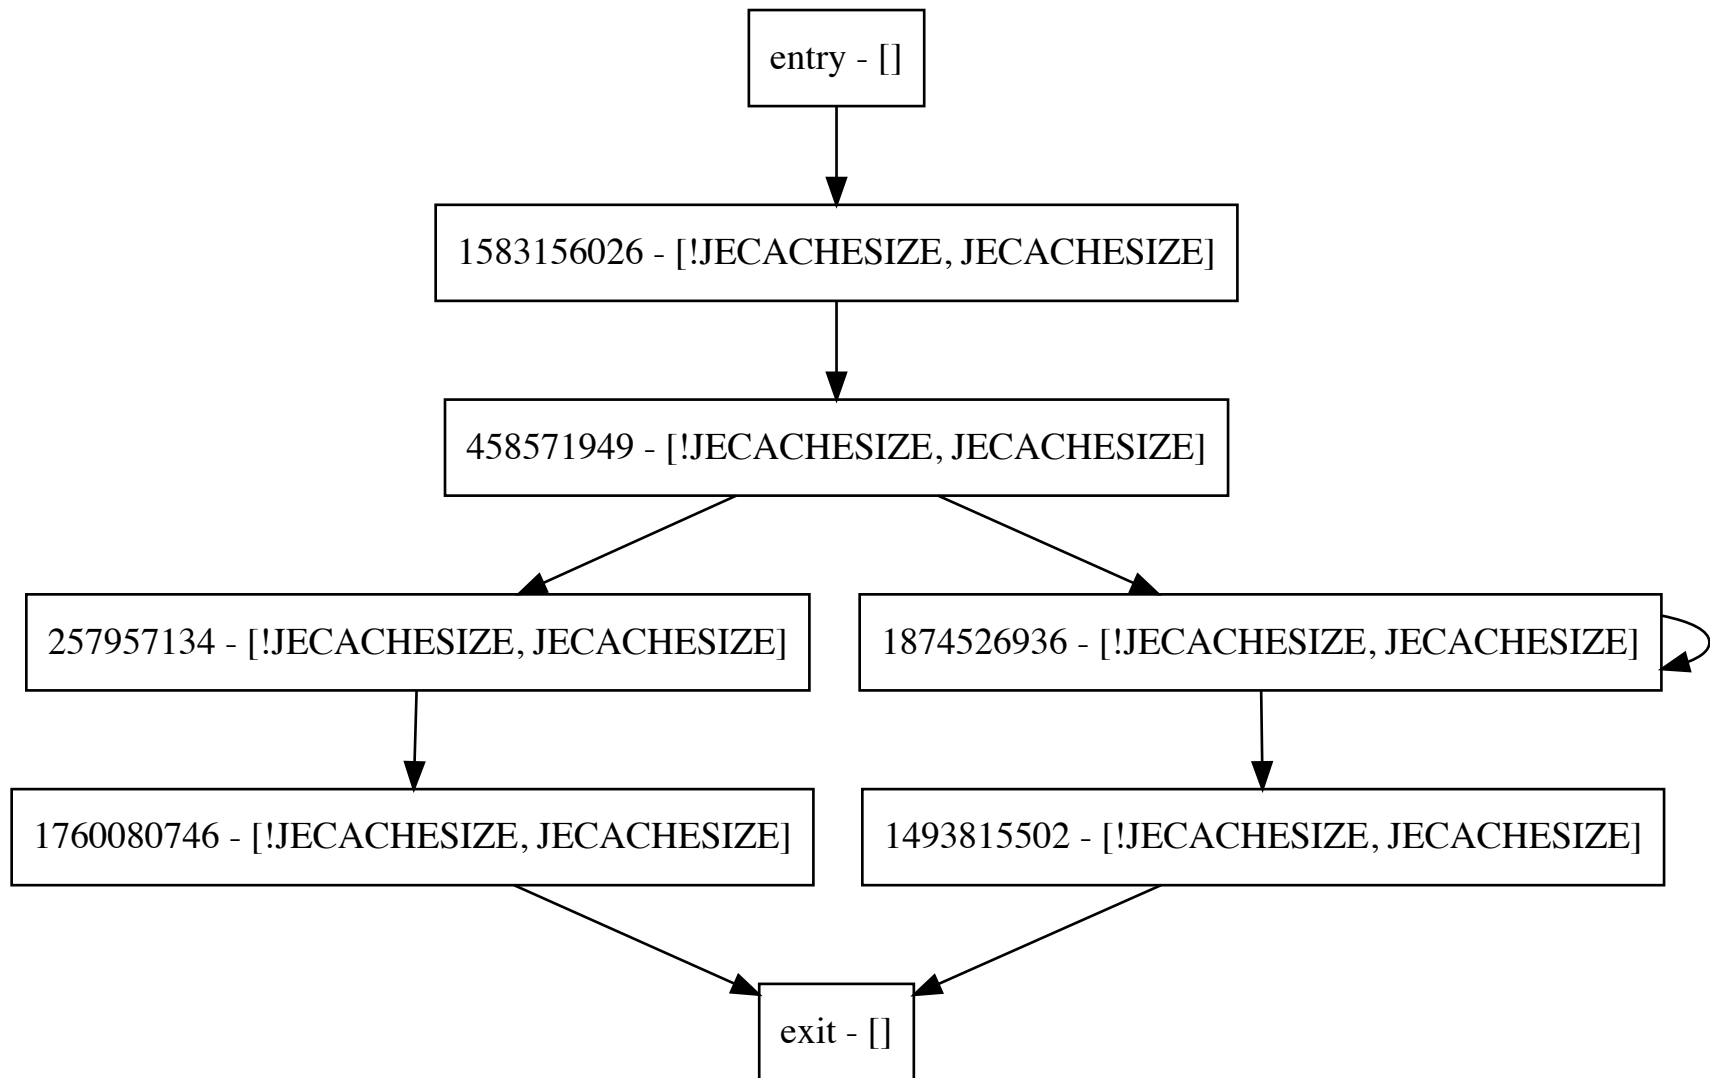 entry - []
1583156026 - [!JECACHESIZE, JECACHESIZE]
458571949 - [!JECACHESIZE, JECACHESIZE]
257957134 - [!JECACHESIZE, JECACHESIZE]
1874526936 - [!JECACHESIZE, JECACHESIZE]
1760080746 - [!JECACHESIZE, JECACHESIZE]
1493815502 - [!JECACHESIZE, JECACHESIZE]
exit - []